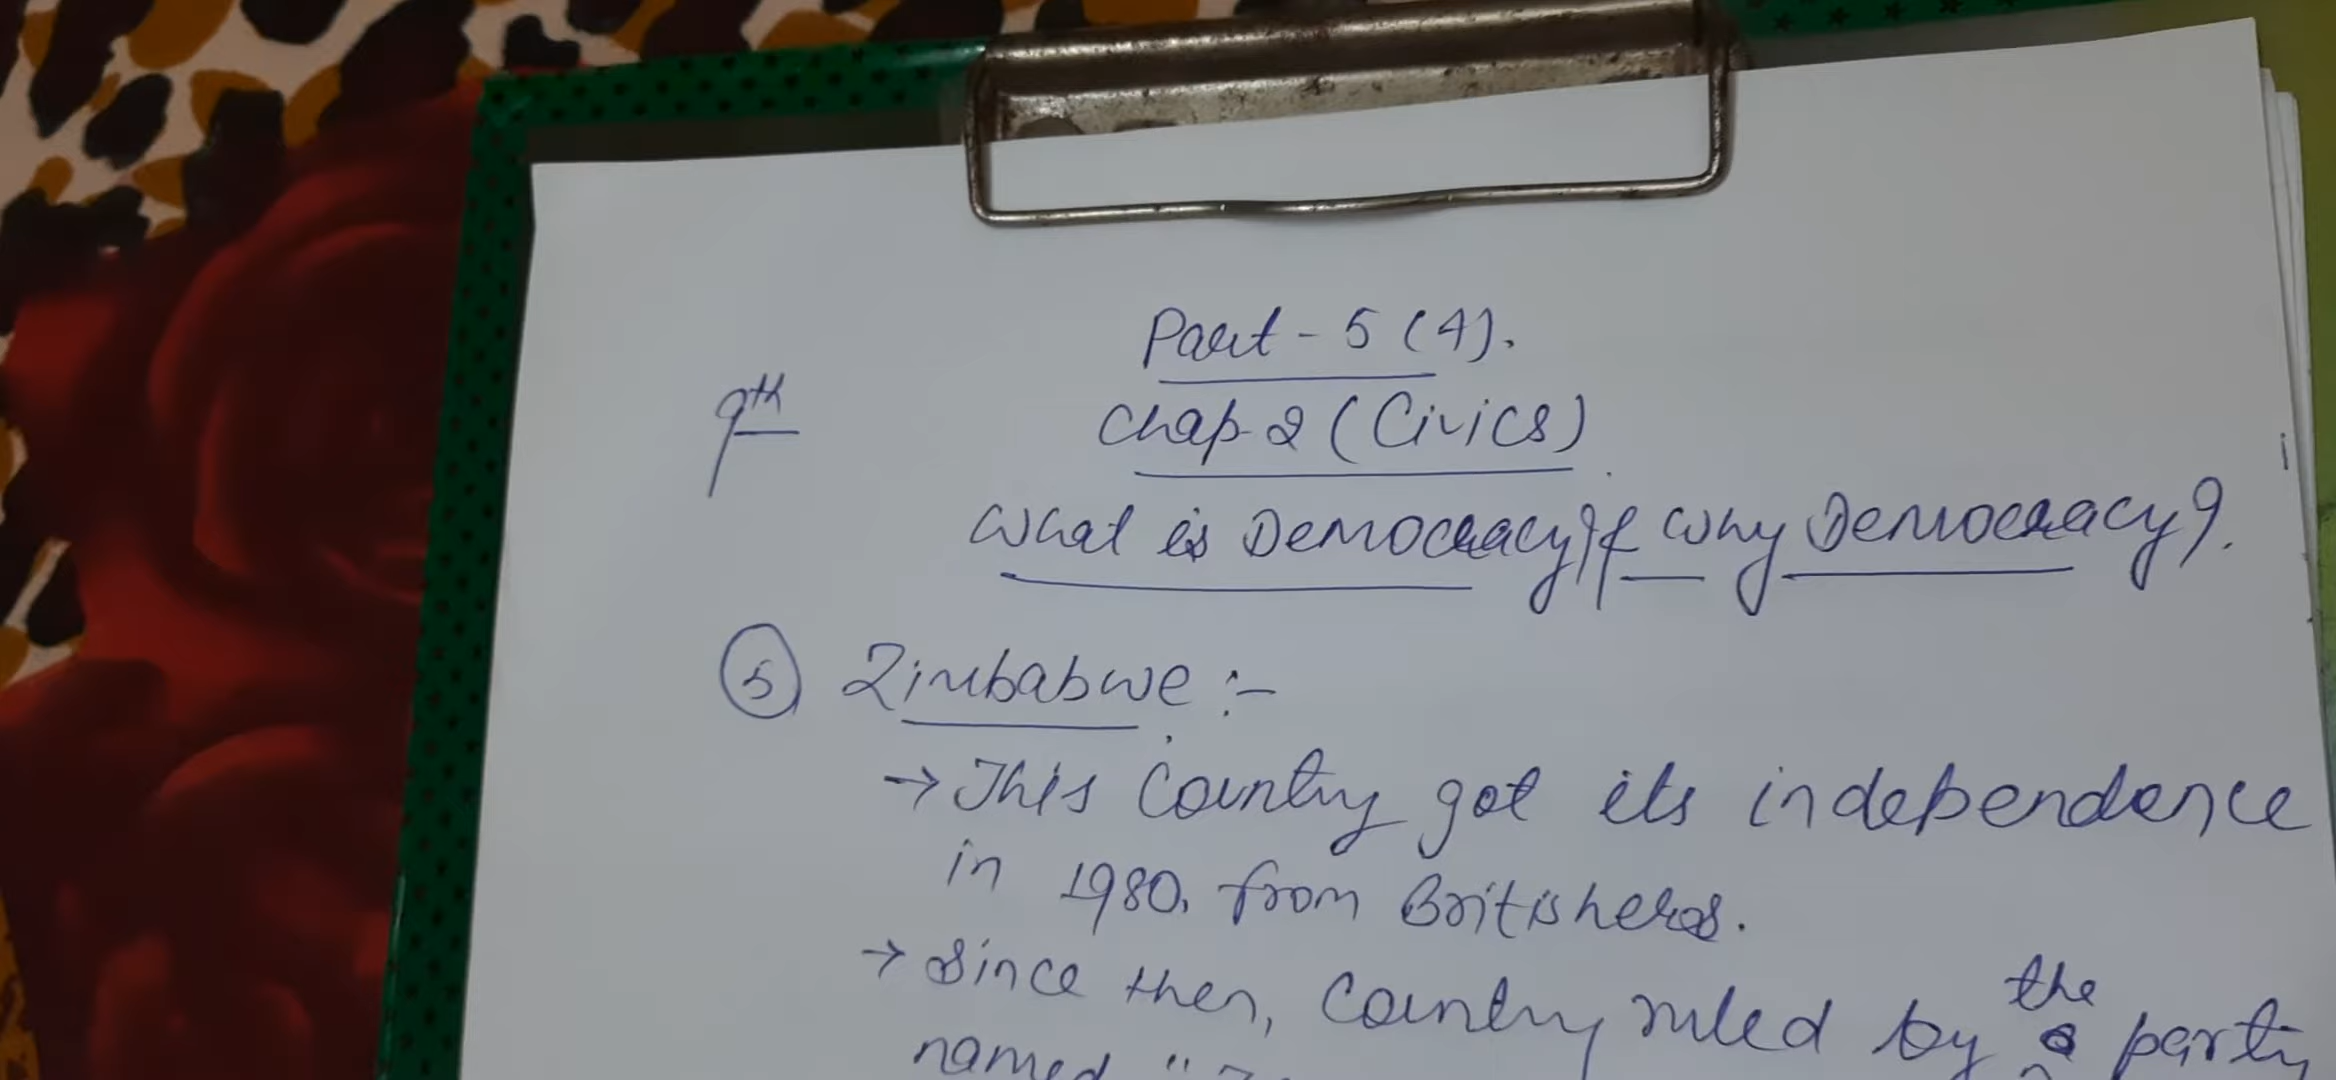 Part - 5 (4).
9th
Chap-2 (Civics)
What is Democracy? & Why Democracy?
(5) Zimbabwe :-
→ This Country got its independence
in 1980. from Britishers.
→ Since then, Country ruled by the party
named "